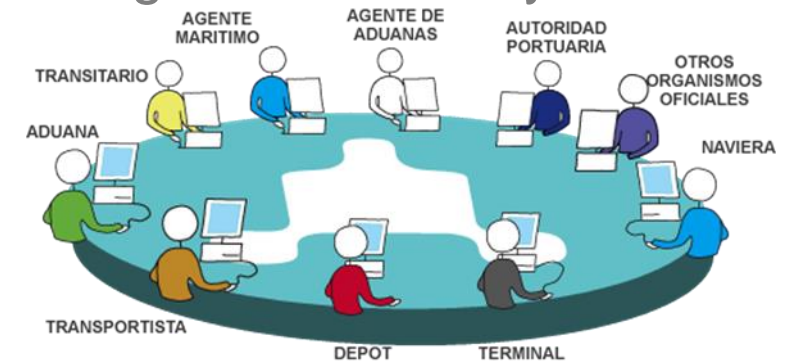 AGENTE
MARITIMO
AGENTE DE
ADUANAS
AUTORIDAD
PORTUARIA
OTROS
ORGANISMOS
OFICIALES
TRANSITARIO
ADUANA
NAVIERA
TRANSPORTISTA
DEPOT
TERMINAL